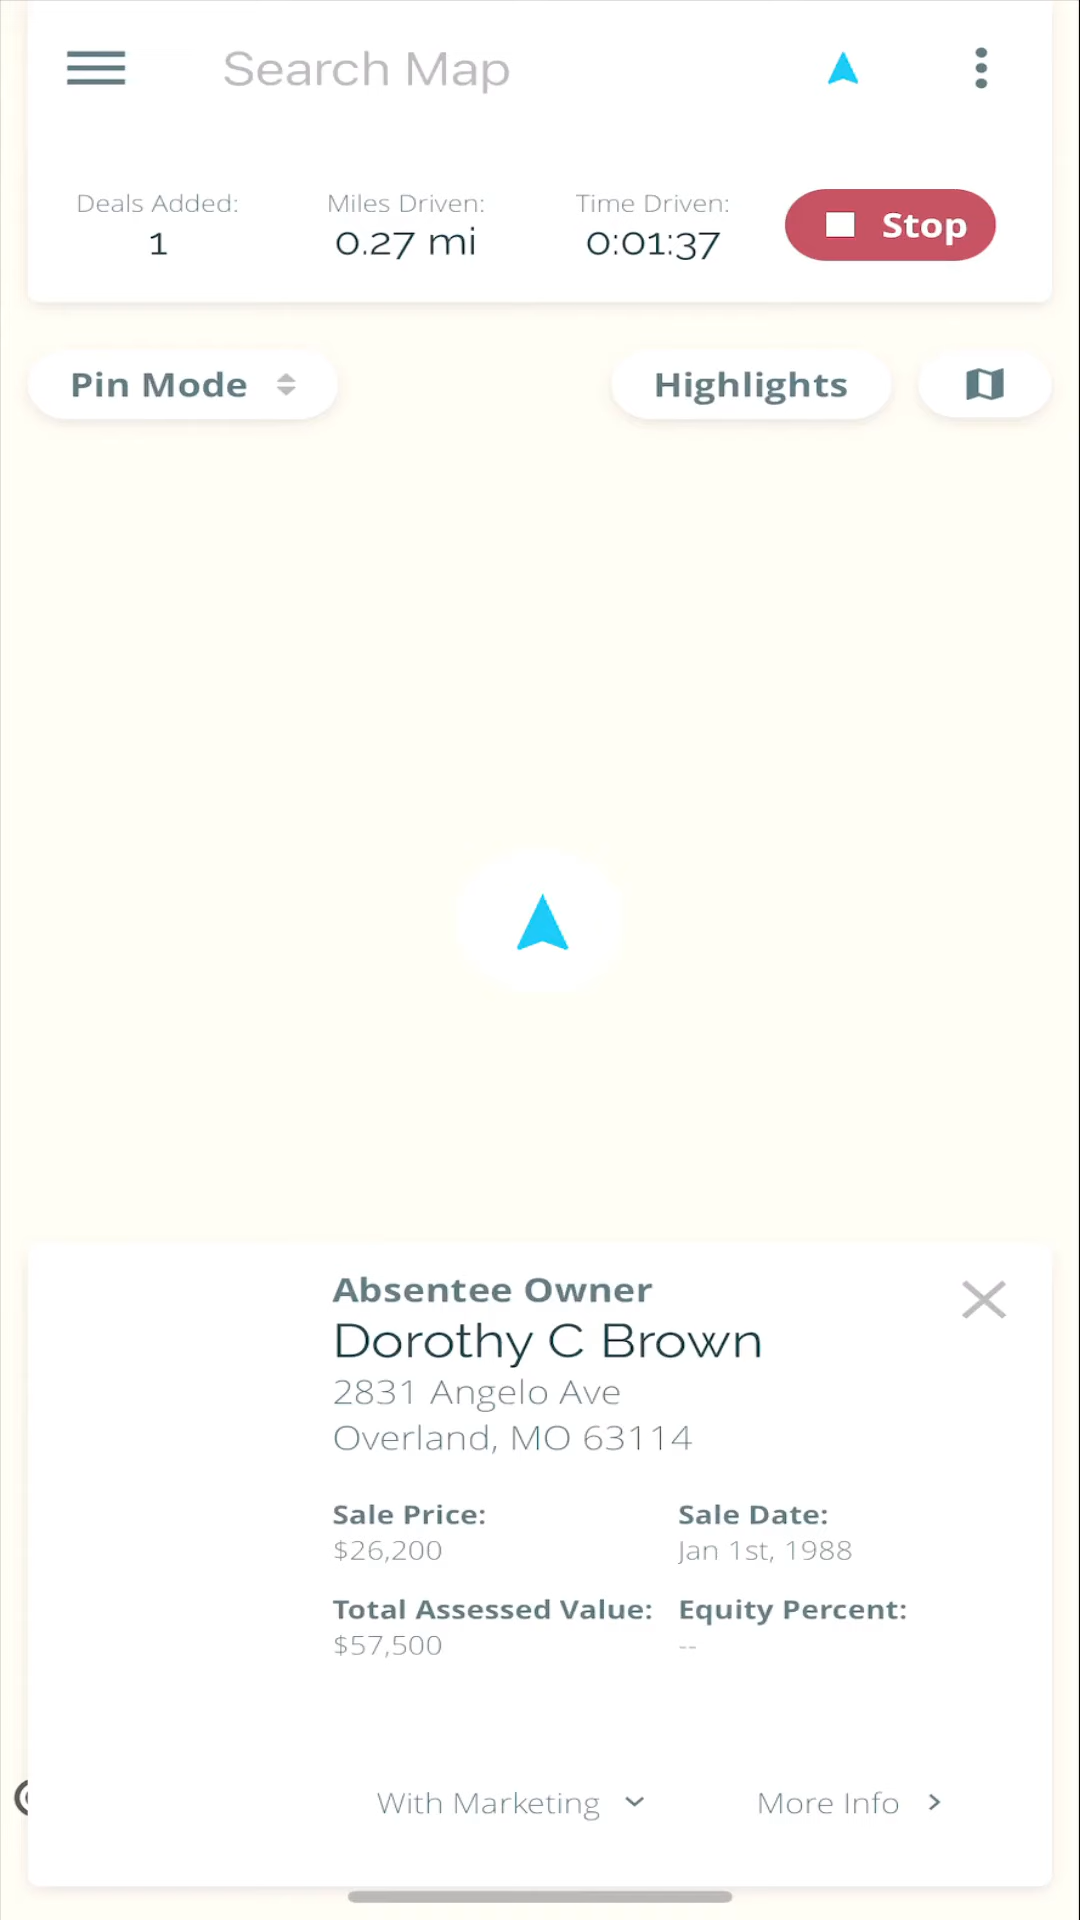 Search Map
Deals Added:
1
Miles Driven:
0.27 mi
Time Driven:
0:01:37
Stop
Pin Mode
Highlights
Absentee Owner
Dorothy C Brown
2831 Angelo Ave
Overland, MO 63114
Sale Price:
$26,200
Sale Date:
Jan 1st, 1988
Total Assessed Value:
$57,500
Equity Percent:
--
With Marketing
More Info